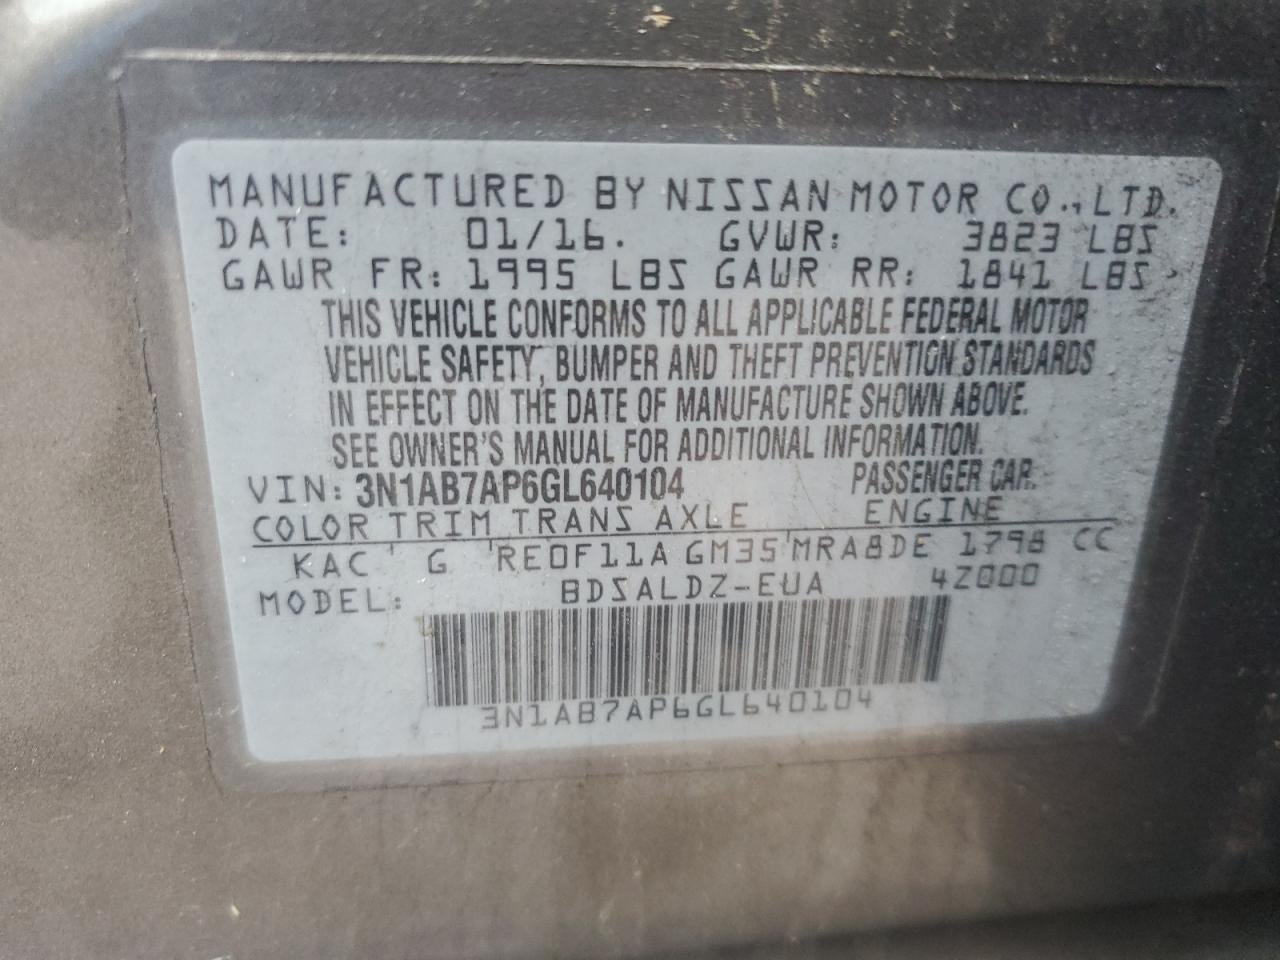 MANUFACTURED BY NISSAN MOTOR CO.,LTD.
DATE: 01/16. GVWR: 3823 LBS
GAWR FR: 1995 LBS GAWR RR: 1841 LBS
THIS VEHICLE CONFORMS TO ALL APPLICABLE FEDERAL MOTOR
VEHICLE SAFETY, BUMPER AND THEFT PREVENTION STANDARDS
IN EFFECT ON THE DATE OF MANUFACTURE SHOWN ABOVE.
SEE OWNER'S MANUAL FOR ADDITIONAL INFORMATION.
VIN: 3N1AB7AP6GL640104 PASSENGER CAR.
COLOR TRIM TRANS AXLE ENGINE
KAC G RE0F11A GM35 MRA8DE 1798 CC
MODEL: BDSALDZ-EUA 4Z000
3N1AB7AP6GL640104